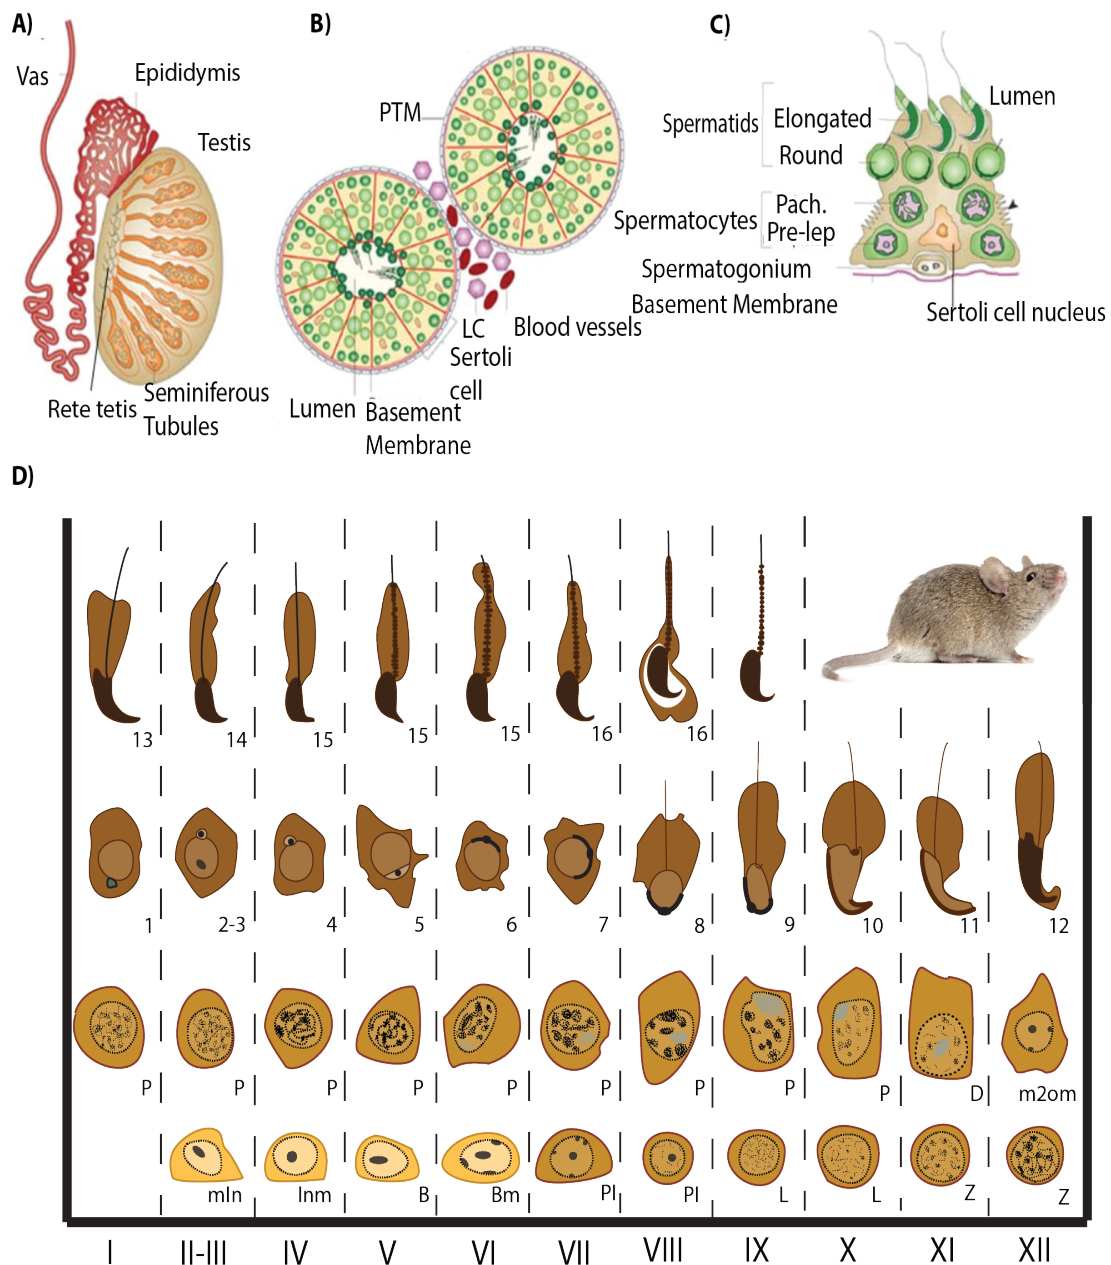 A)
Vas
Epididymis
Testis
Rete tetis
Seminiferous
Tubules
B)
PTM
LC
Blood vessels
Sertoli
cell
Lumen
Basement
Membrane
C)
Spermatids
Elongated
Round
Lumen
Spermatocytes
Pach.
Pre-lep
Spermatogonium
Basement Membrane
Sertoli cell nucleus
D)
13 14 15 15 15 16 16
1 2-3 4 5 6 7 8 9 10 11 12
P P P P P P P P P D m2om
mIn Inm B Bm Pl Pl L L Z Z
I II-III IV V VI VII VIII IX X XI XII